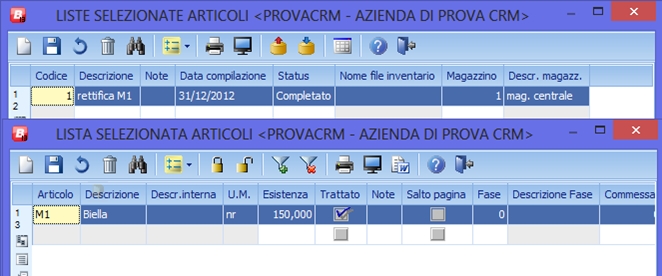 LISTE SELEZIONATE ARTICOLI <PROVACRM - AZIENDA DI PROVA CRM>
Codice Descrizione Note Data compilazione Status Nome file inventario Magazzino Descr. magazz.
1 1 rettifica M1 31/12/2012 Completato 1 mag. centrale
2
LISTA SELEZIONATA ARTICOLI <PROVACRM - AZIENDA DI PROVA CRM>
Articolo Descrizione Descr.interna U.M. Esistenza Trattato Note Salto pagina Fase Descrizione Fase Commessa
1 M1 Biella nr 150,000 0
3